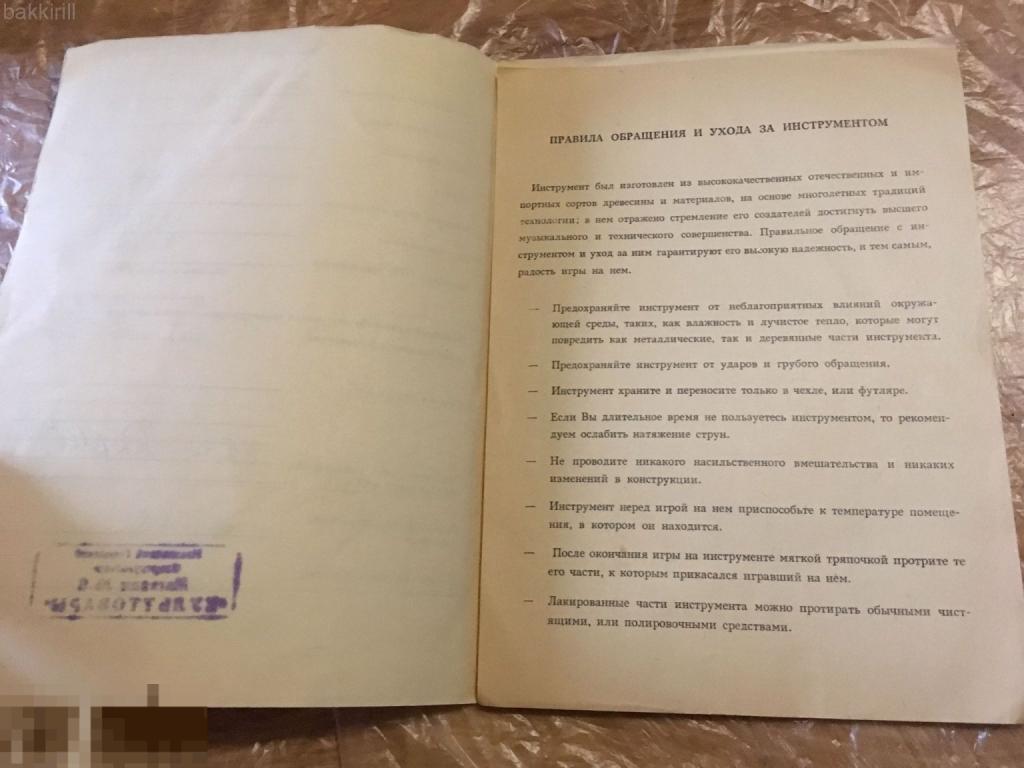 bakkirill
ПРАВИЛА ОБРАЩЕНИЯ И УХОДА ЗА ИНСТРУМЕНТОМ
Инструмент был изготовлен из высококачественных отечественных и им-
портных сортов древесины и материалов, на основе многолетных традиций
технологии; в нем отражено стремление его создателей достигнуть высшего
музыкального и технического совершенства. Правильное обращение с ин-
струментом и уход за ним гарантируют его высокую надежность, и тем самым,
радость игры на нем.
— Предохраняйте инструмент от неблагоприятных влияний окружа-
ющей среды, таких, как влажность и лучистое тепло, которые могут
повредить как металлические, так и деревянные части инструмента.
— Предохраняйте инструмент от ударов и грубого обращения.
— Инструмент храните и переносите только в чехле, или футляре.
— Если Вы длительное время не пользуетесь инструментом, то рекомен-
дуем ослабить натяжение струн.
— Не проводите никакого насильственного вмешательства и никаких
изменений в конструкции.
— Инструмент перед игрой на нем приспособьте к температуре помеще-
ния, в котором он находится.
— После окончания игры на инструменте мягкой тряпочкой протрите те
его части, к которым прикасался игравший на нём.
— Лакированные части инструмента можно протирать обычными чист-
ящими, или полировочными средствами.